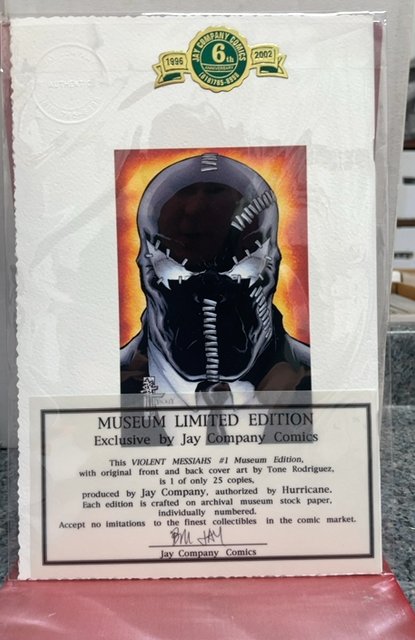 JAY COMPANY COMICS
1996 6th 2002
ANNIVERSARY
MUSEUM LIMITED EDITION
Exclusive by Jay Company Comics
This VIOLENT MESSIAHS #1 Museum Edition,
with original front and back cover art by Tone Rodriguez,
is 1 of only 25 copies,
produced by Jay Company, authorized by Hurricane.
Each edition is crafted on archival museum stock paper,
individually numbered.
Accept no imitations to the finest collectibles in the comic market.
Bill JAY
Jay Company Comics